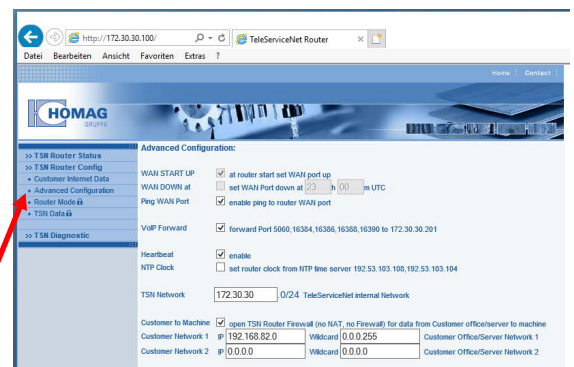 http://172.30.30.100/
TeleServiceNet Router
Datei Bearbeiten Ansicht Favoriten Extras ?
Home Contact
HOMAG
GRUPPE
>> TSN Router Status
>> TSN Router Config
Customer Internet Data
Advanced Configuration
Router Mode
TSN Data
>> TSN Diagnostic
Advanced Configuration:
WAN START UP at router start set WAN port up
WAN DOWN at set WAN Port down at 23 h 00 m UTC
Ping WAN Port enable ping to router WAN port
VoIP Forward forward Port 5060,16384,16386,16388,16390 to 172.30.30.201
Heartbeat enable
NTP Clock set router clock from NTP time server 192.53.103.108,192.53.103.104
TSN Network 172.30.30 .0/24 TeleServiceNet internal Network
Customer to Machine open TSN Router Firewall (no NAT, no Firewall) for data from Customer office/server to machine
Customer Network 1 IP 192.168.82.0 Wildcard 0.0.0.255 Customer Office/Server Network 1
Customer Network 2 IP 0.0.0.0 Wildcard 0.0.0.0 Customer Office/Server Network 2